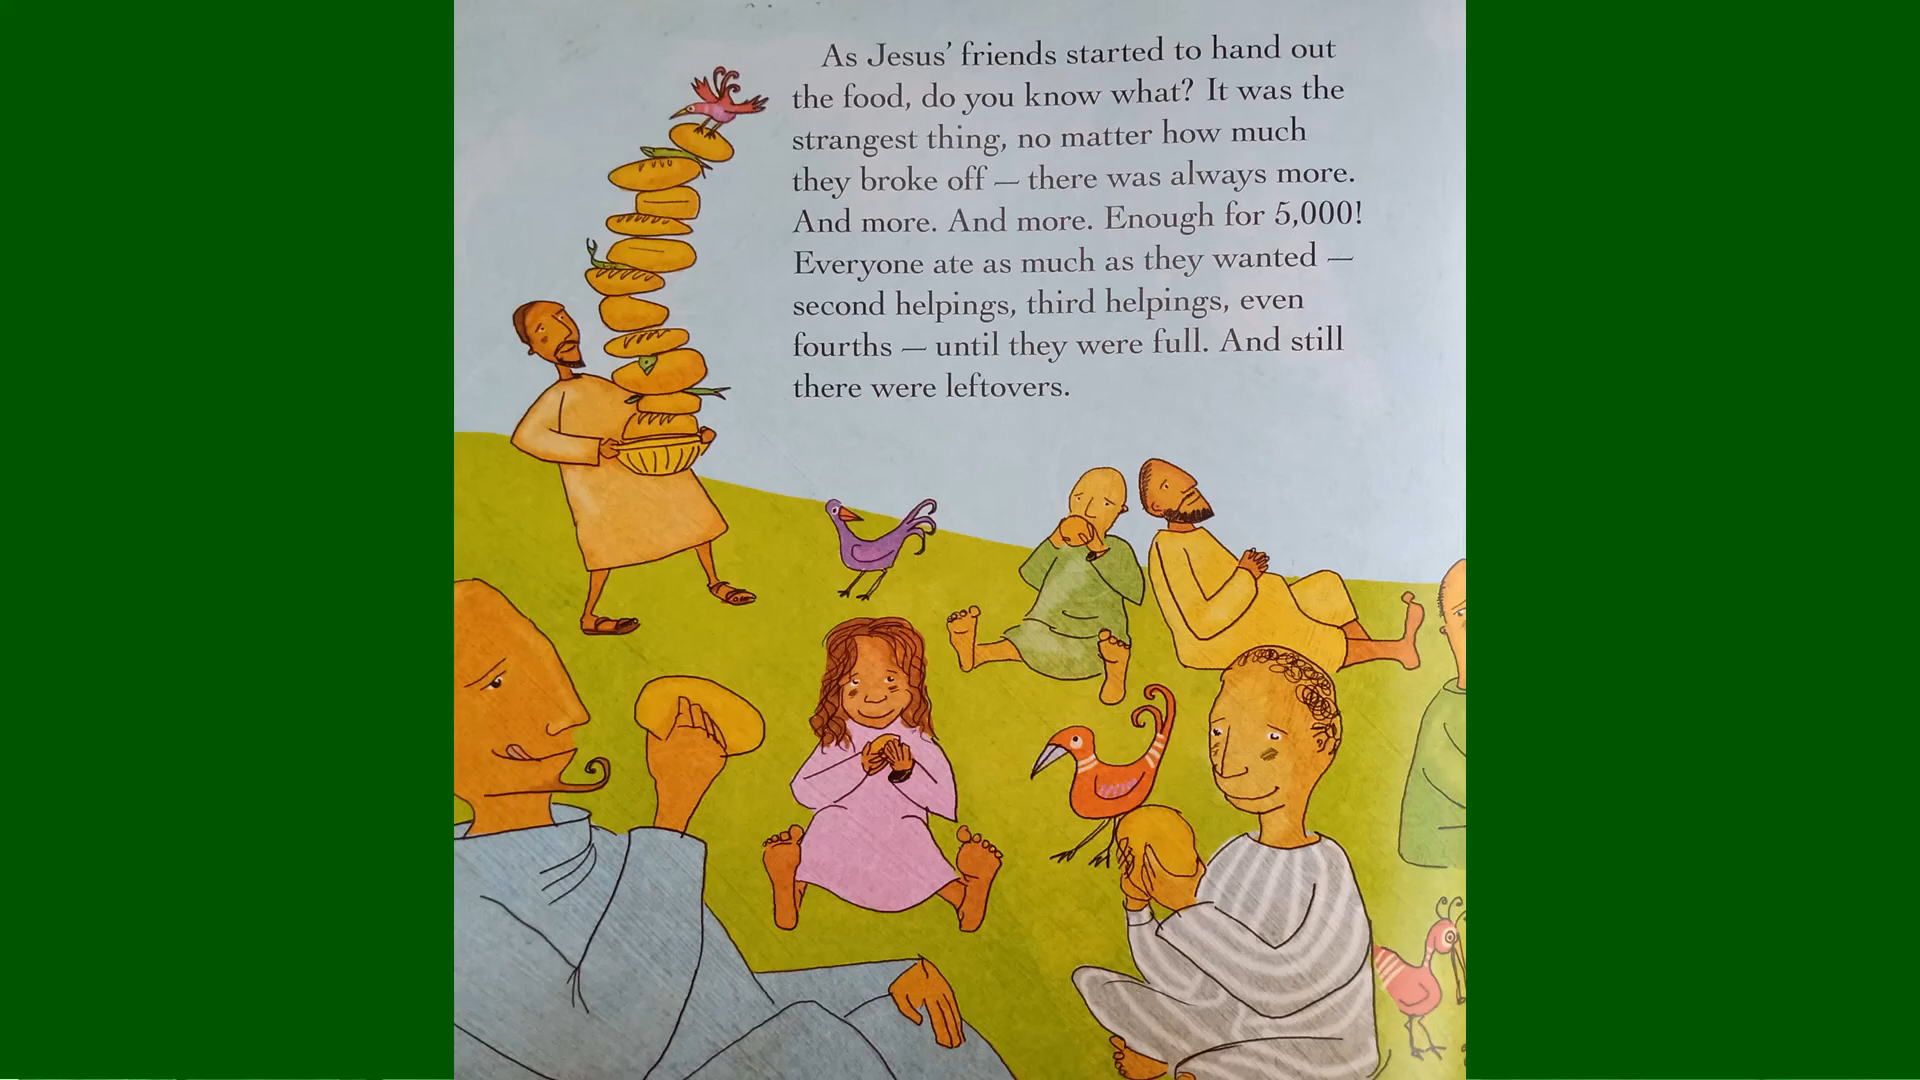 As Jesus’ friends started to hand out
the food, do you know what? It was the
strangest thing, no matter how much
they broke off — there was always more.
And more. And more. Enough for 5,000!
Everyone ate as much as they wanted —
second helpings, third helpings, even
fourths — until they were full. And still
there were leftovers.